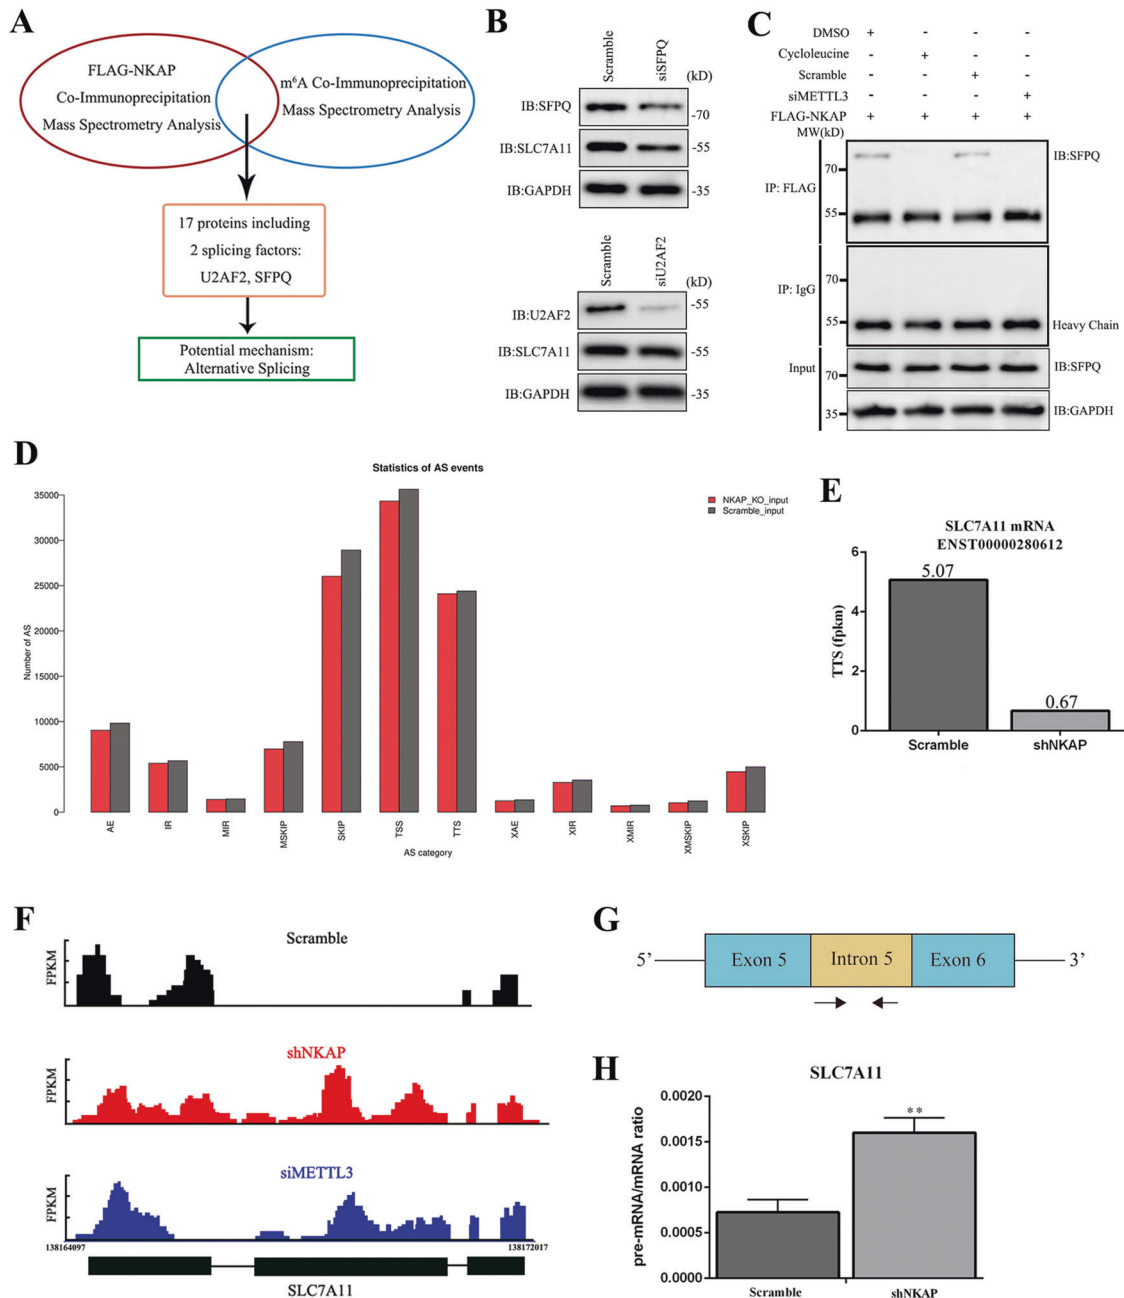 A
FLAG-NKAP
Co-Immunoprecipitation
Mass Spectrometry Analysis
m⁶A Co-Immunoprecipitation
Mass Spectrometry Analysis
17 proteins including
2 splicing factors:
U2AF2, SFPQ
Potential mechanism:
Alternative Splicing
B
Scramble
siSFPQ
(kD)
IB:SFPQ
-70
IB:SLC7A11
-55
IB:GAPDH
-35
Scramble
siU2AF2
(kD)
IB:U2AF2
-55
IB:SLC7A11
-55
IB:GAPDH
-35
C
DMSO + - - -
Cycloleucine - + - -
Scramble - - + -
siMETTL3 - - - +
FLAG-NKAP + + + +
MW(kD)
IP: FLAG
70
55
IB:SFPQ
IP: IgG
70
55
Heavy Chain
Input
70
IB:SFPQ
35
IB:GAPDH
D
Statistics of AS events
NKAP_KO_input
Scramble_input
Number of AS
35000
30000
25000
20000
15000
10000
5000
0
AE
IR
MIR
MSKIP
SKIP
TSS
TTS
XAE
XIR
XMIR
XMSKIP
XSKIP
AS category
E
SLC7A11 mRNA
ENST00000280612
TTS (fpkm)
6
4
2
0
5.07
0.67
Scramble
shNKAP
F
Scramble
FPKM
shNKAP
FPKM
siMETTL3
FPKM
138164097
138172017
SLC7A11
G
5’
Exon 5
Intron 5
Exon 6
3’
H
SLC7A11
pre-mRNA/mRNA ratio
0.0020
0.0015
0.0010
0.0005
0.0000
**
Scramble
shNKAP